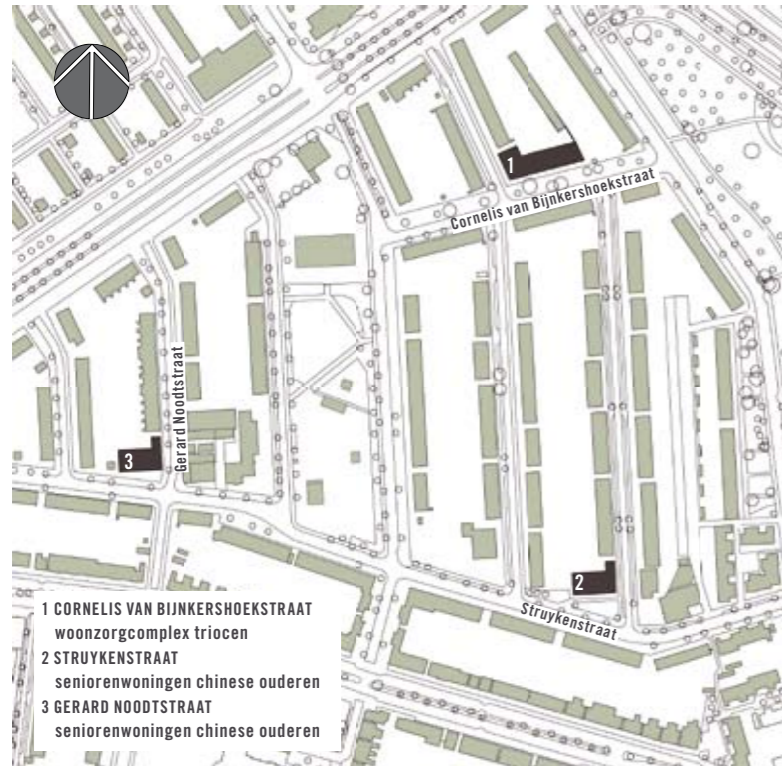 1
Cornelis van Bijnkershoekstraat
Gerard Noodtstraat
3
2
Struykenstraat
1 CORNELIS VAN BIJNKERSHOEKSTRAAT
woonzorgcomplex triocen
2 STRUYKENSTRAAT
seniorenwoningen chinese ouderen
3 GERARD NOODTSTRAAT
seniorenwoningen chinese ouderen